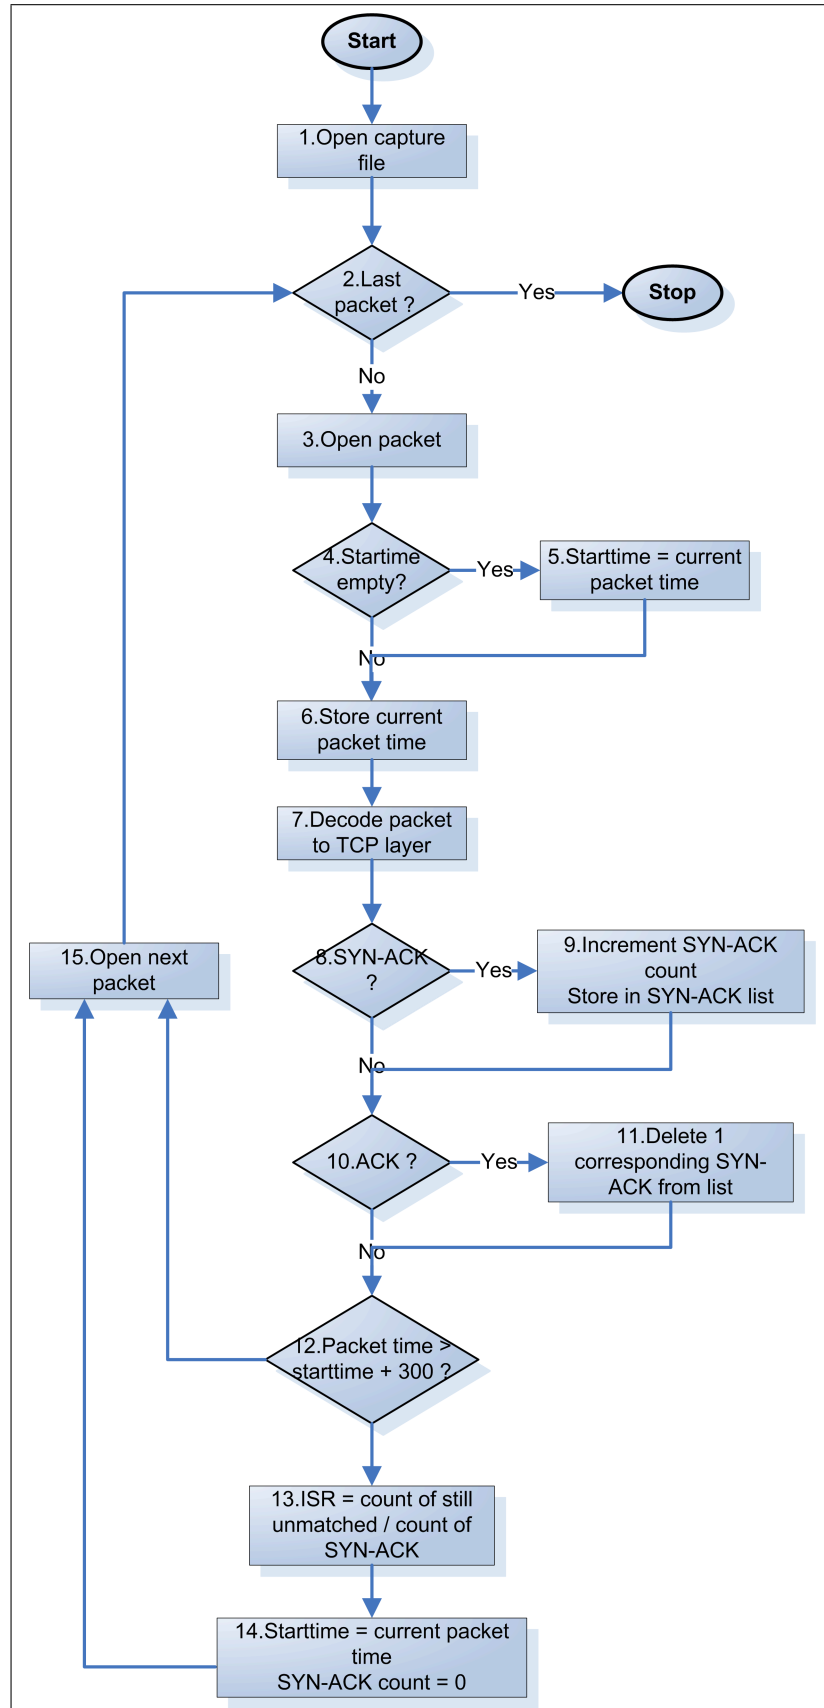 Start
1.Open capture
file
2.Last
packet ?
Yes
Stop
No
3.Open packet
4.Startime
empty?
Yes
5.Starttime = current
packet time
No
6.Store current
packet time
7.Decode packet
to TCP layer
8.SYN-ACK
?
Yes
9.Increment SYN-ACK
count
Store in SYN-ACK list
15.Open next
packet
No
10.ACK ?
Yes
11.Delete 1
corresponding SYN-
ACK from list
No
12.Packet time >
starttime + 300 ?
13.ISR = count of still
unmatched / count of
SYN-ACK
14.Starttime = current packet
time
SYN-ACK count = 0